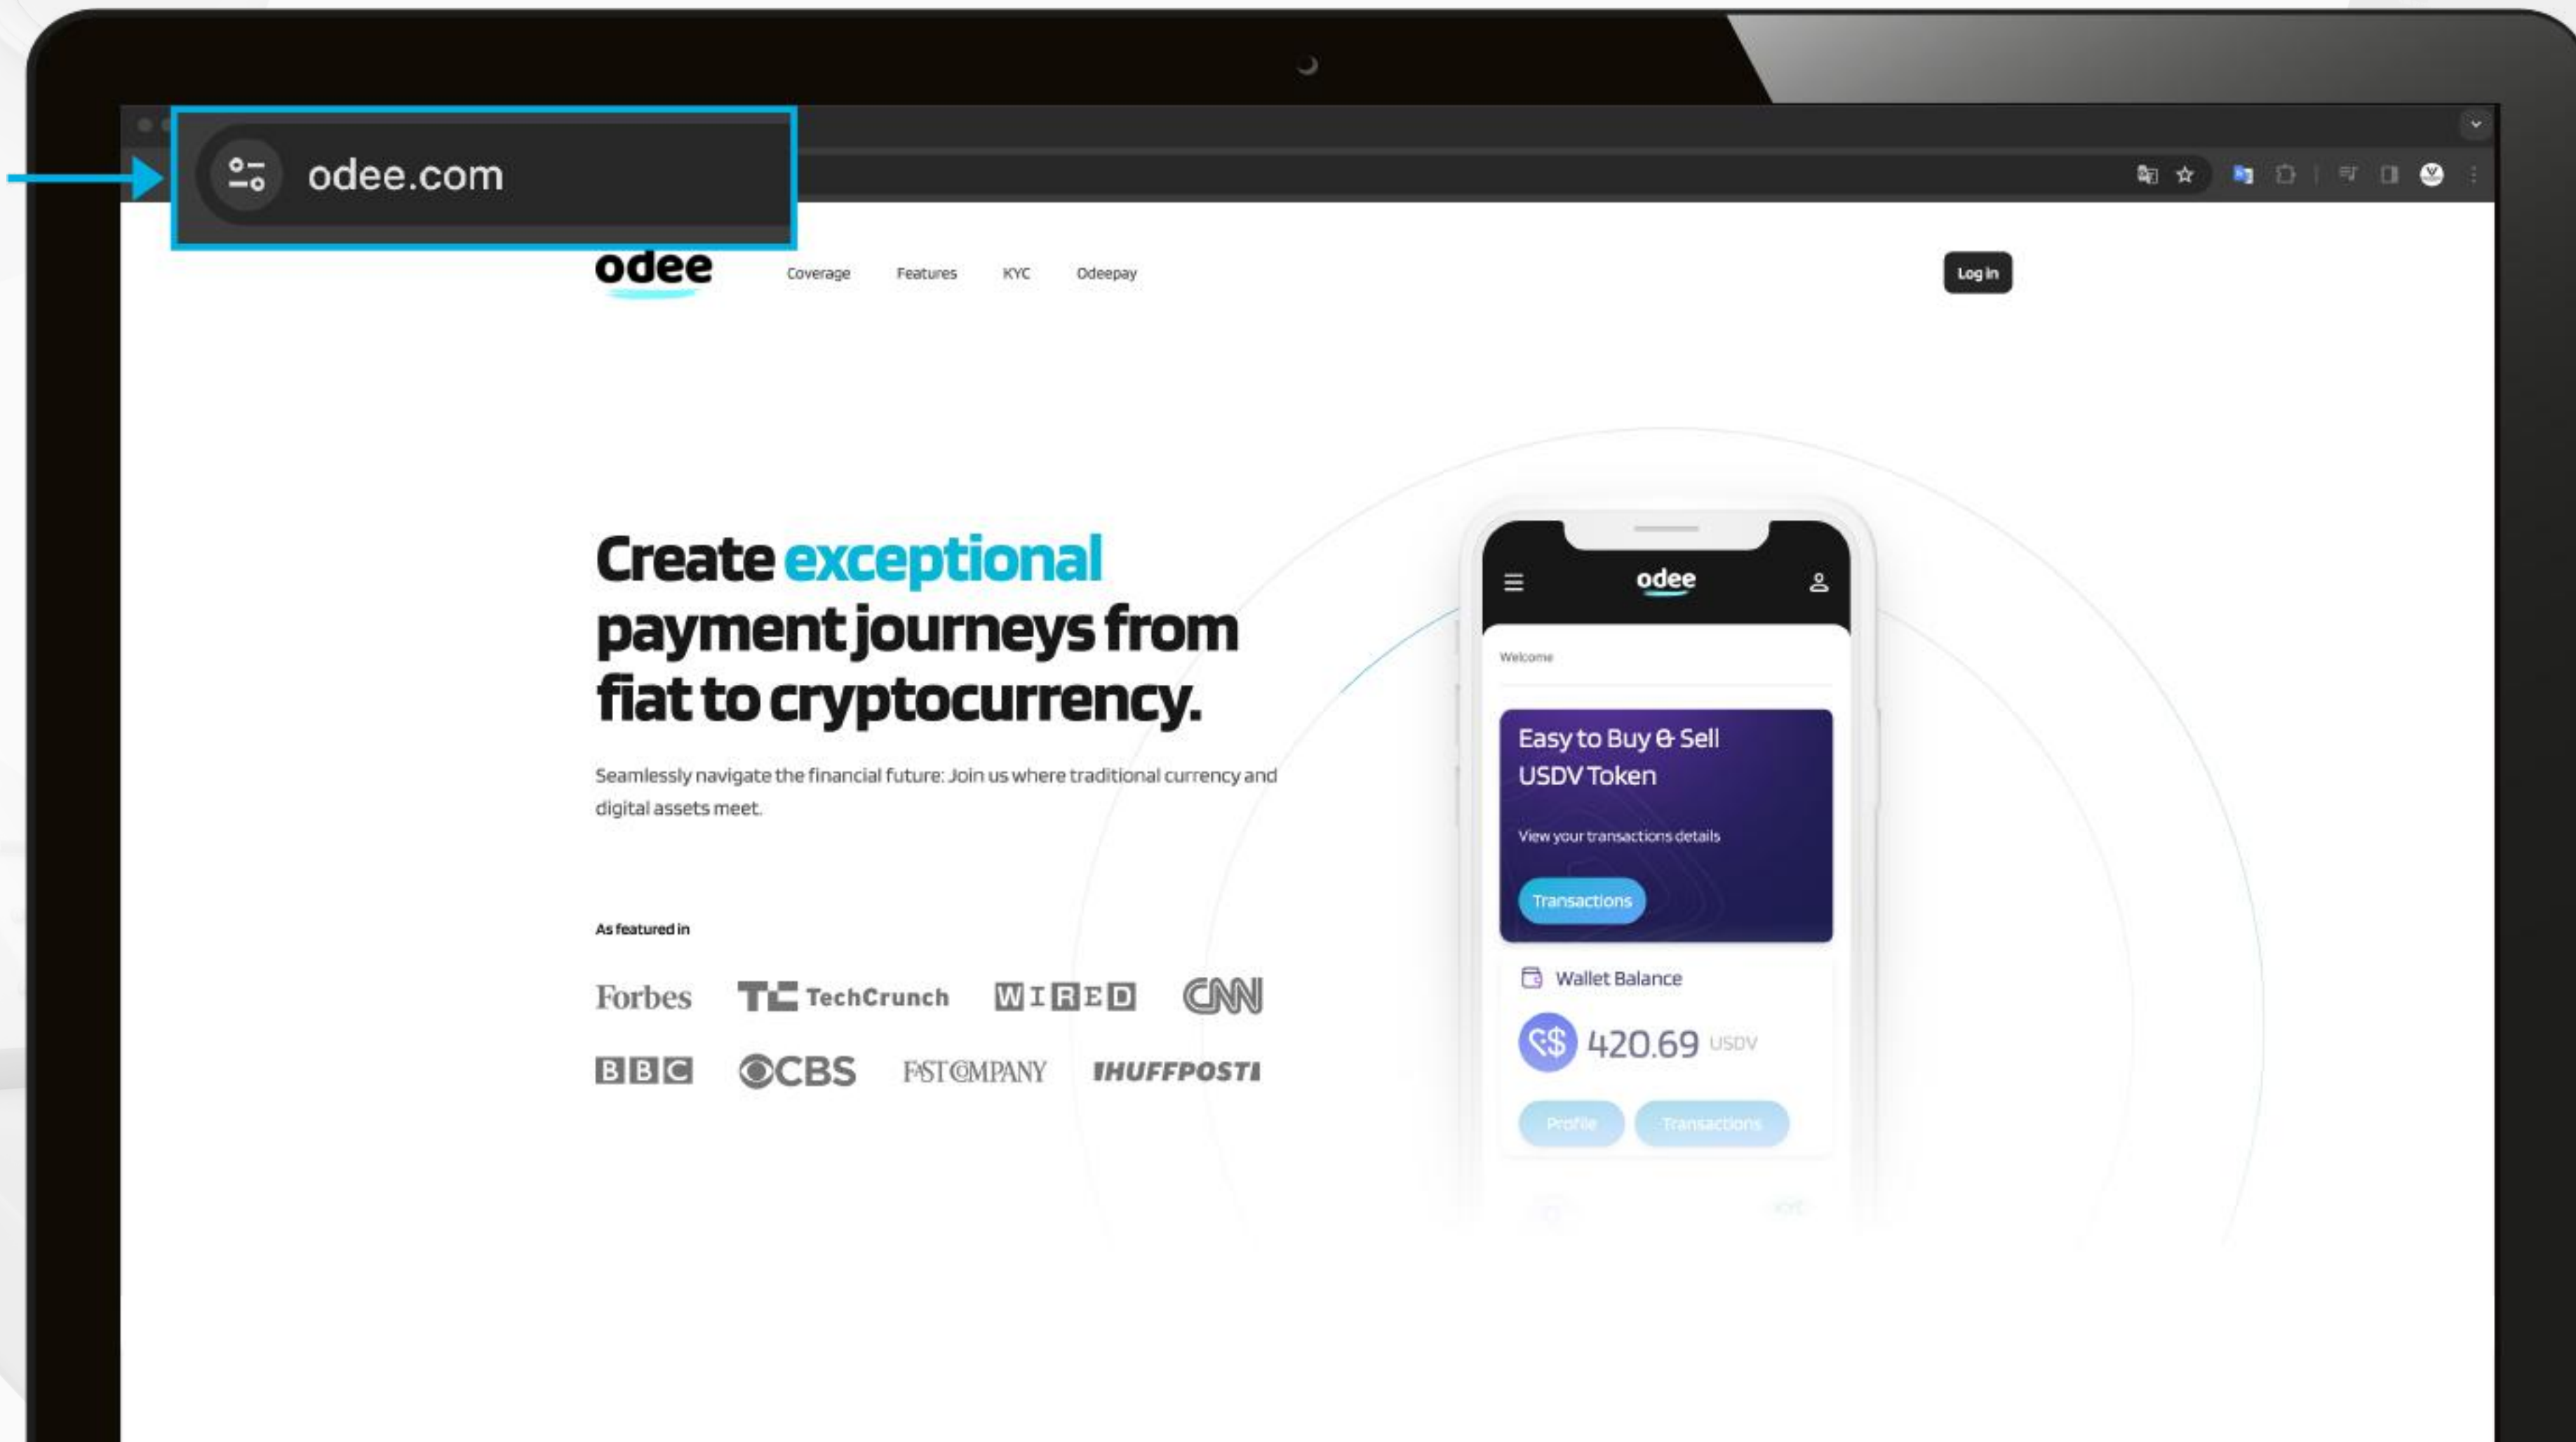 odee.com
odee
Coverage Features KYC Odeepay
Log in
Create exceptional
payment journeys from
fiat to cryptocurrency.
Seamlessly navigate the financial future: Join us where traditional currency and
digital assets meet.
As featured in
Forbes TC TechCrunch WIRED CNN
BBC CBS FAST COMPANY HUFFPOST
odee
Welcome
Easy to Buy & Sell
USDV Token
View your transactions details
Transactions
Wallet Balance
420.69 USDV
Profile Transactions
KYC